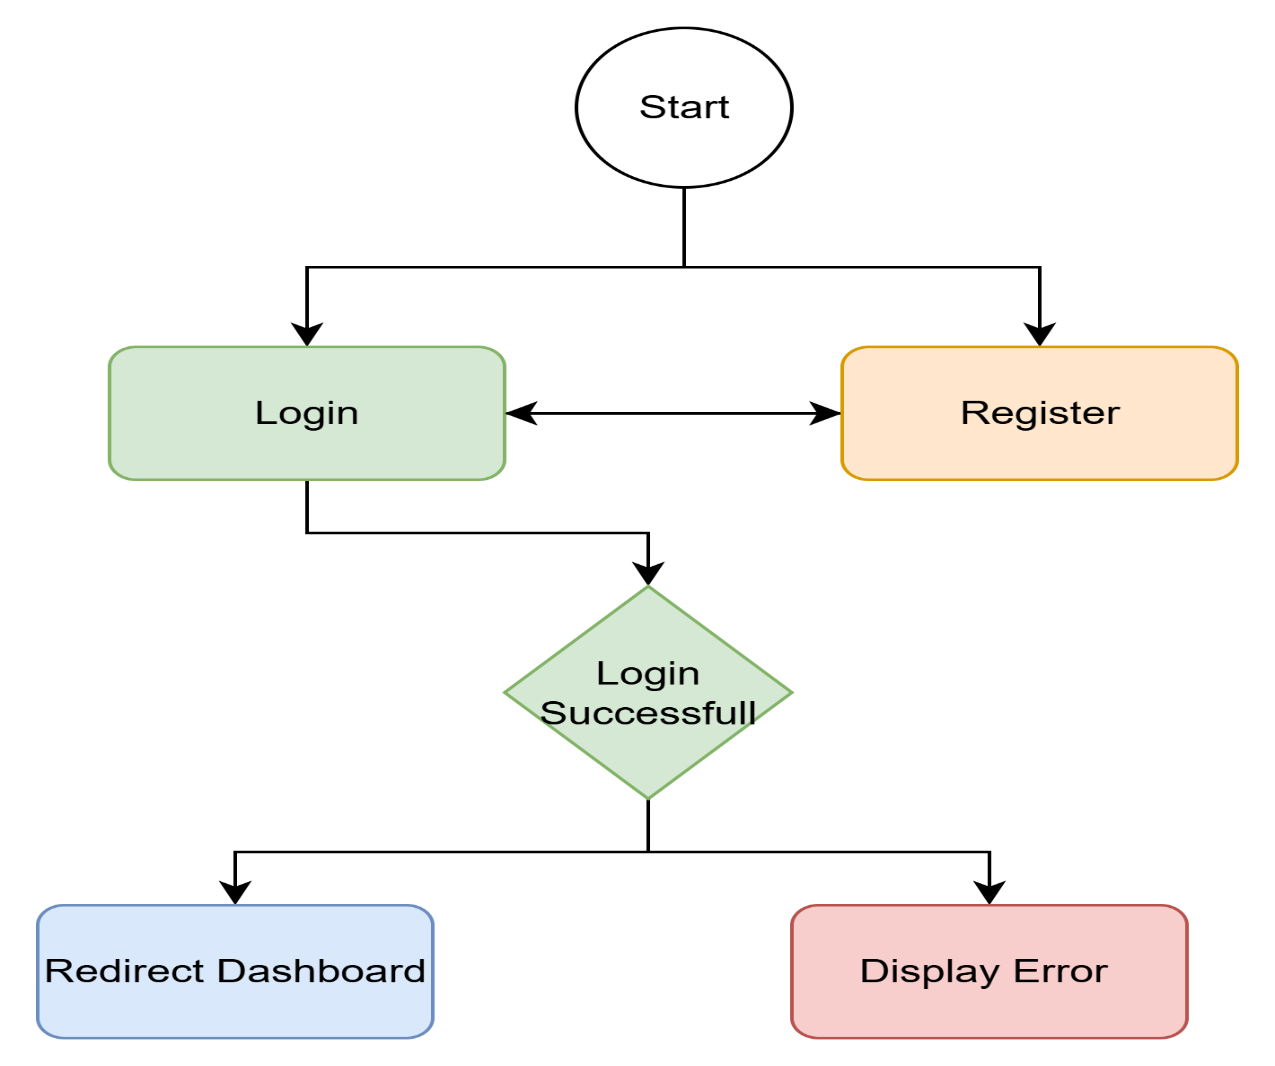 Start
Login
Register
Login
Successfull
Redirect Dashboard
Display Error